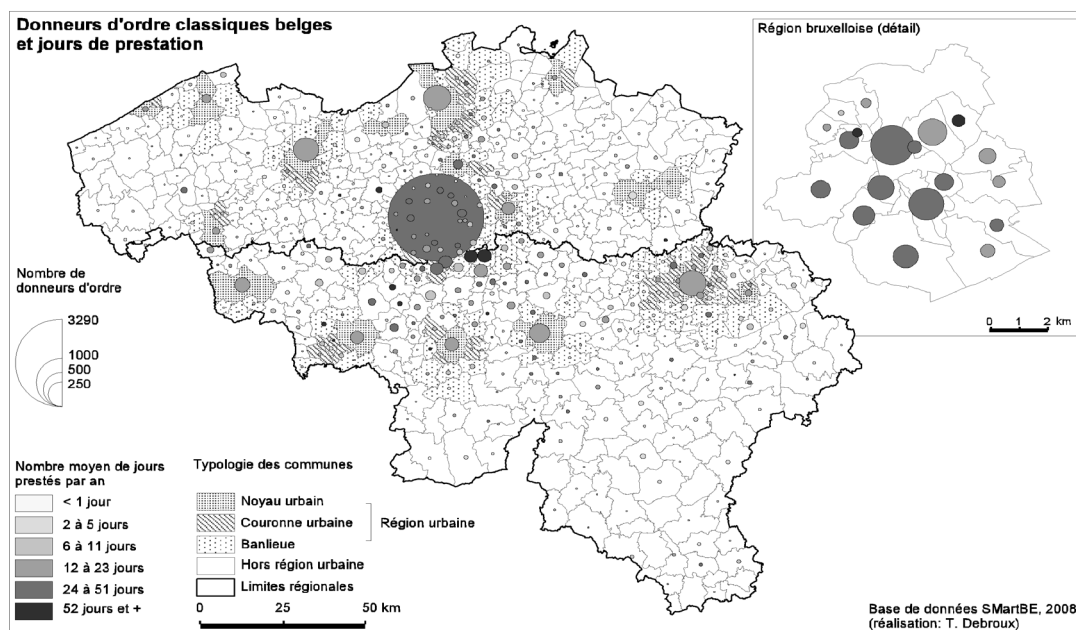 Donneurs d'ordre classiques belges
et jours de prestation
Région bruxelloise (détail)
0 1 2 km
Nombre de
donneurs d'ordre
3290
1000
500
250
Nombre moyen de jours
prestés par an
< 1 jour
2 à 5 jours
6 à 11 jours
12 à 23 jours
24 à 51 jours
52 jours et +
Typologie des communes
Noyau urbain
Couronne urbaine
Banlieue
Région urbaine
Hors région urbaine
Limites régionales
0 25 50 km
Base de données SMartBE, 2008
(réalisation: T. Debroux)